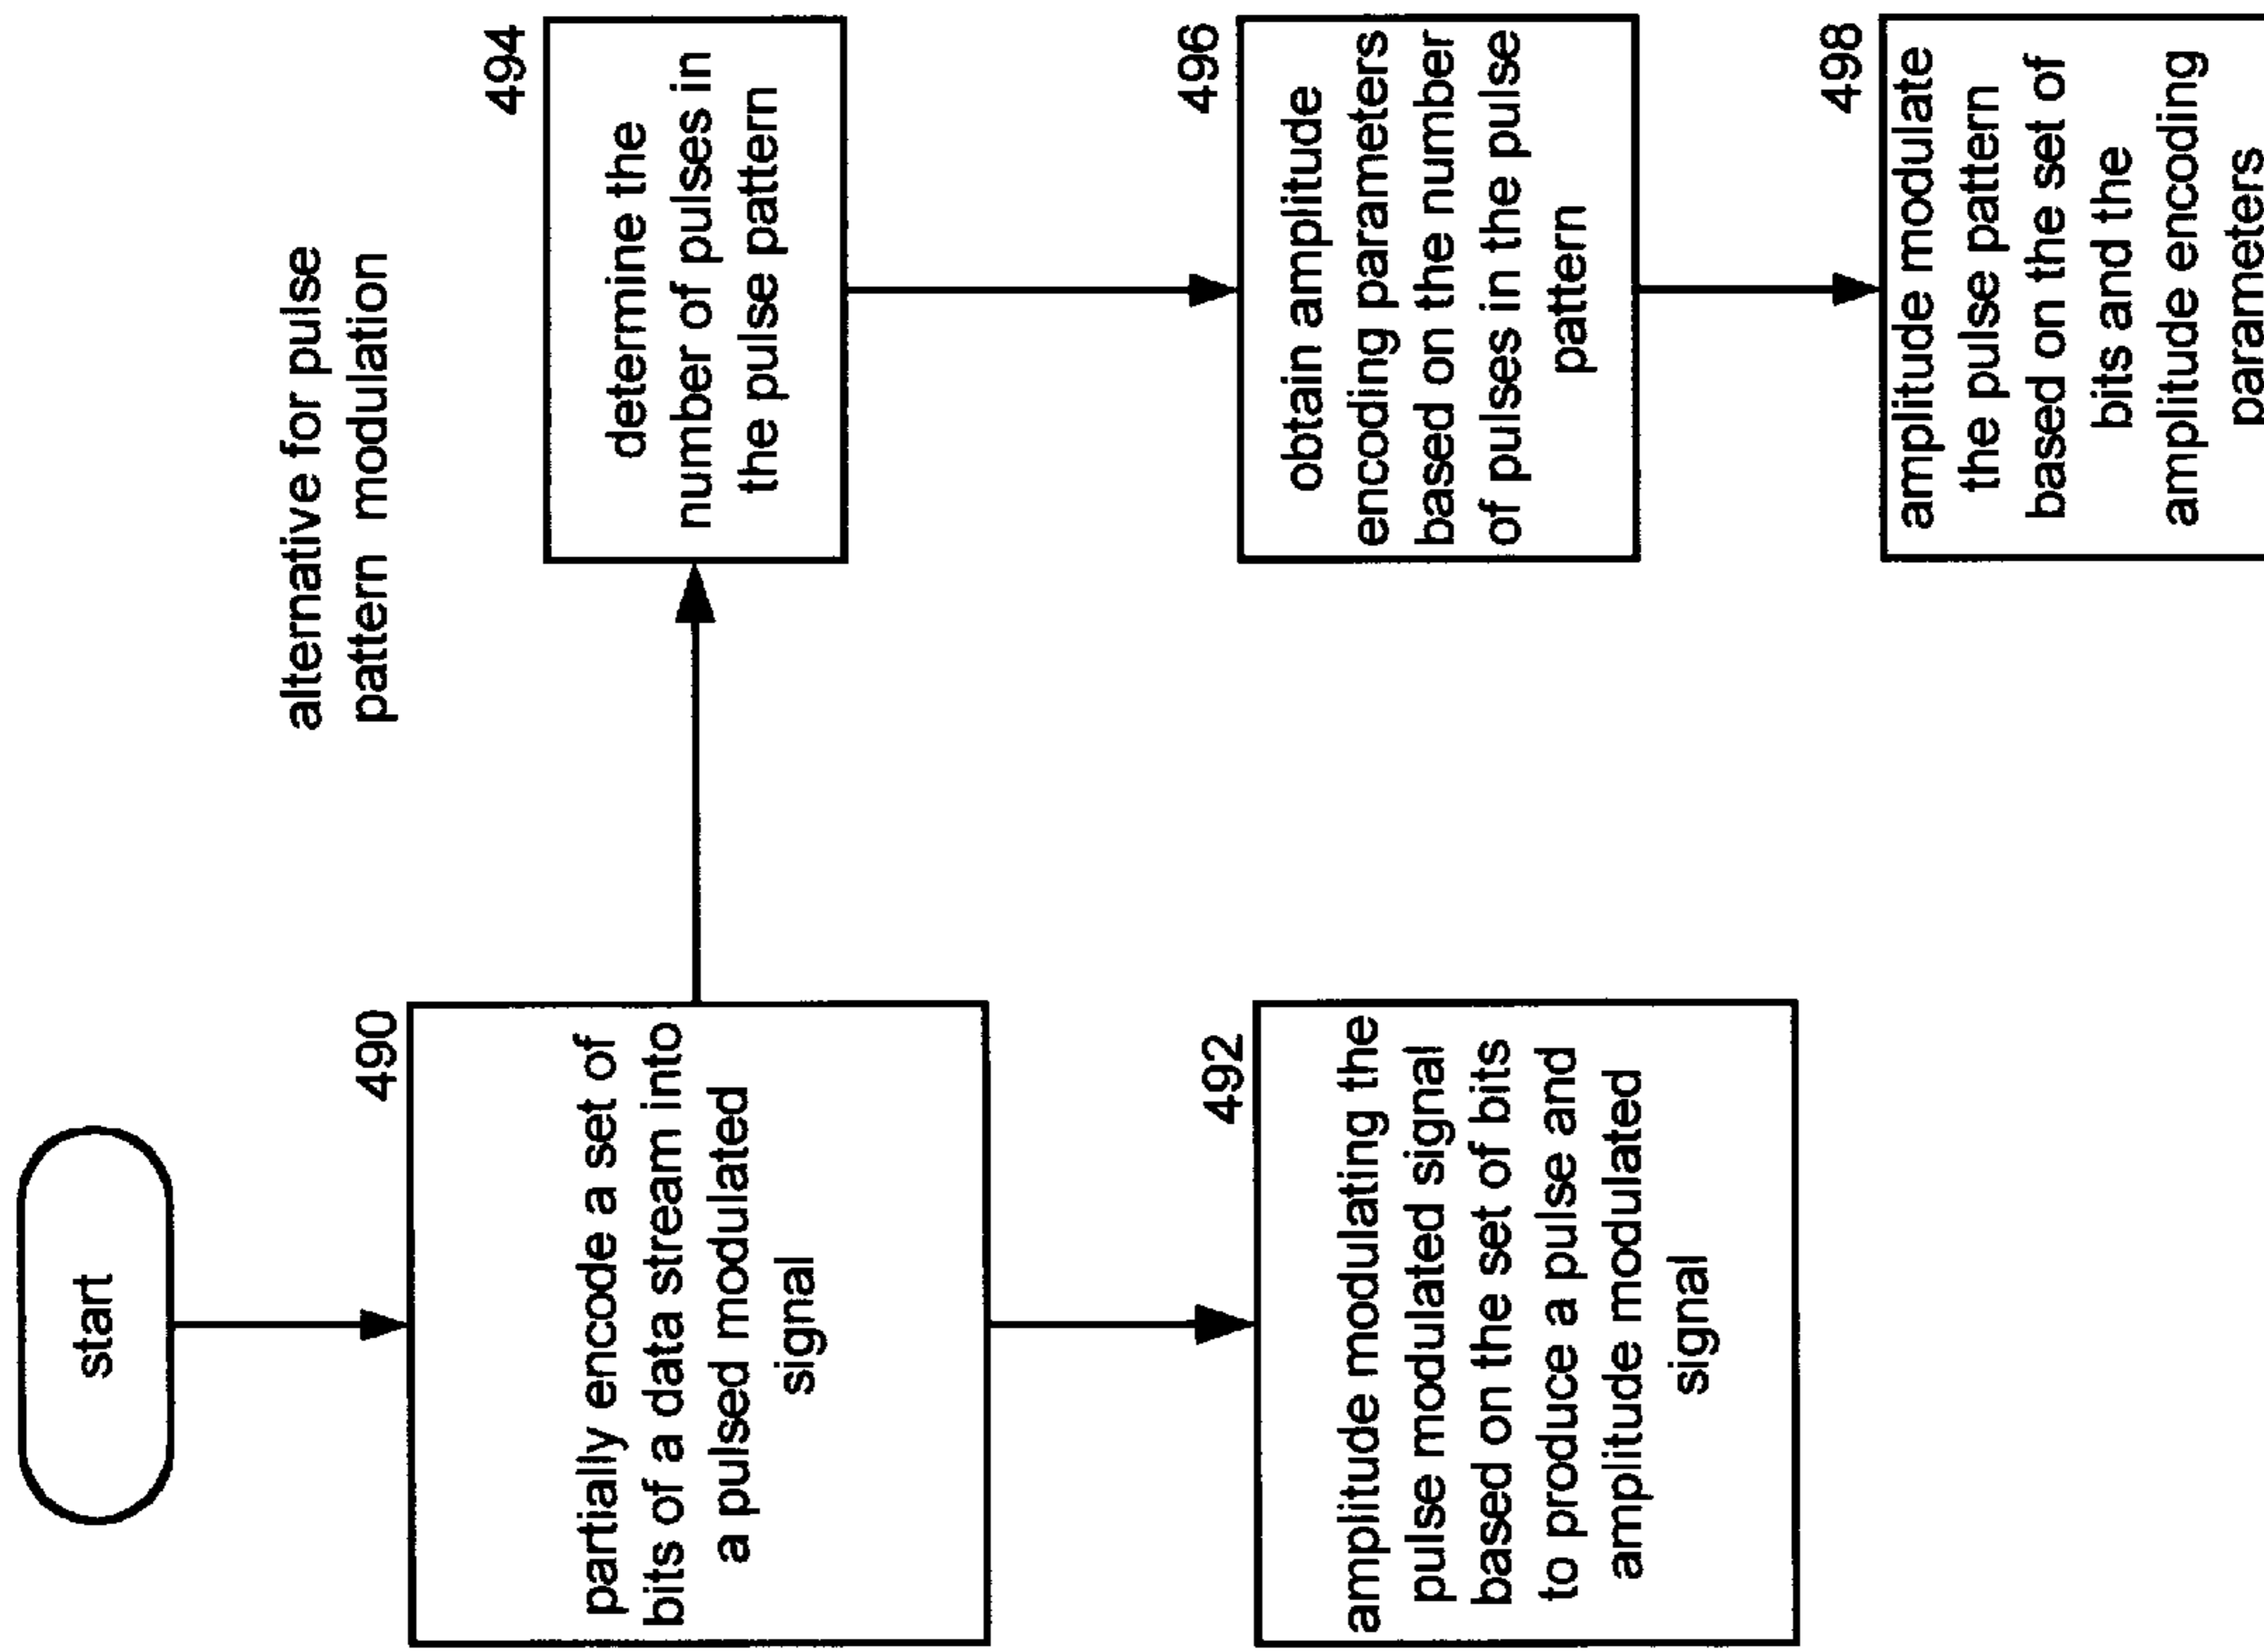 start
490
partially encode a set of
bits of a data stream into
a pulsed modulated
signal
492
amplitude modulating the
pulse modulated signal
based on the set of bits
to produce a pulse and
amplitude modulated
signal
alternative for pulse
pattern modulation
494
determine the
number of pulses in
the pulse pattern
496
obtain amplitude
encoding parameters
based on the number
of pulses in the pulse
pattern
498
amplitude modulate
the pulse pattern
based on the set of
bits and the
amplitude encoding
parameters